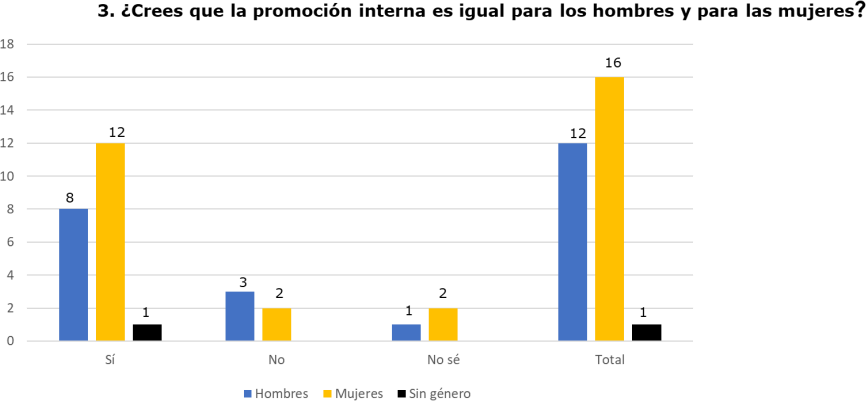 3. ¿Crees que la promoción interna es igual para los hombres y para las mujeres?
18
16
14
12
10
8
6
4
2
0
8
12
1
3
2
1
2
12
16
1
Sí
No
No sé
Total
Hombres
Mujeres
Sin género